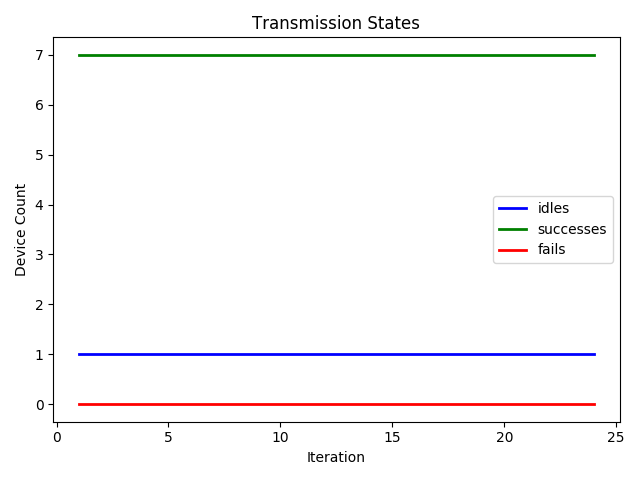 Transmission States
Device Count
7
6
5
4
3
2
1
0
idles
successes
fails
0 5 10 15 20 25
Iteration